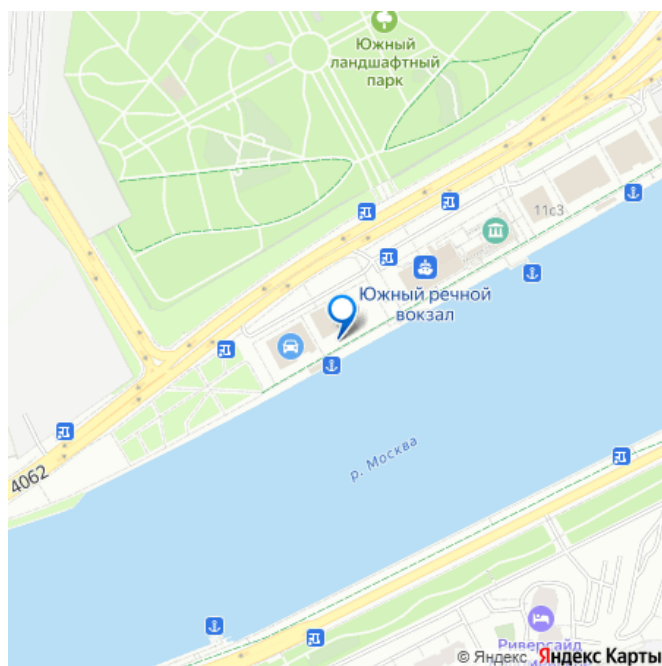 Южный
ландшафтный
парк
11с3
Южный речной
вокзал
р. Москва
4062
Риверсайд
© Яндекс Яндекс Карты